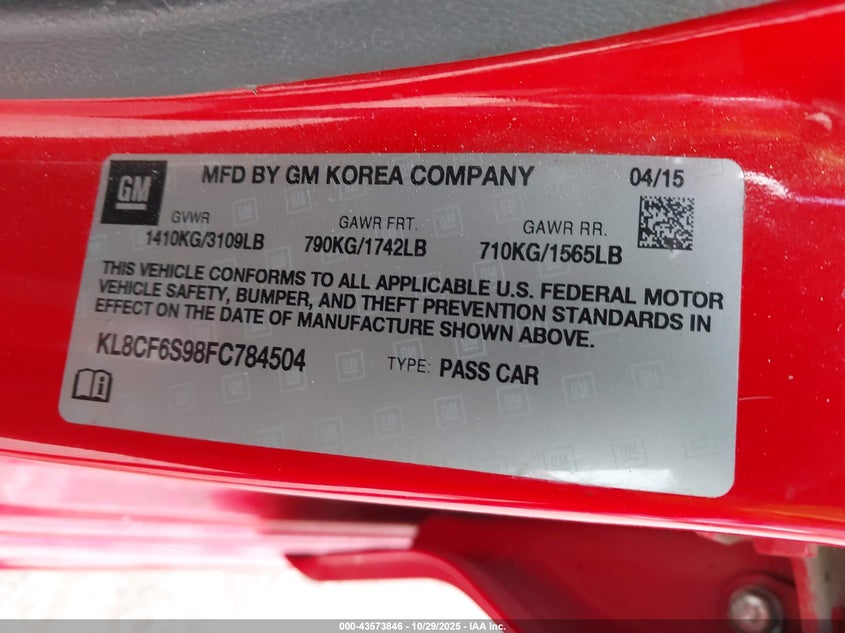 GM
MFD BY GM KOREA COMPANY 04/15
GVWR GAWR FRT. GAWR RR.
1410KG/3109LB 790KG/1742LB 710KG/1565LB
THIS VEHICLE CONFORMS TO ALL APPLICABLE U.S. FEDERAL MOTOR
VEHICLE SAFETY, BUMPER, AND THEFT PREVENTION STANDARDS IN
EFFECT ON THE DATE OF MANUFACTURE SHOWN ABOVE.
KL8CF6S98FC784504 TYPE: PASS CAR
000-43573846 - 10/29/2025 - IAA Inc.